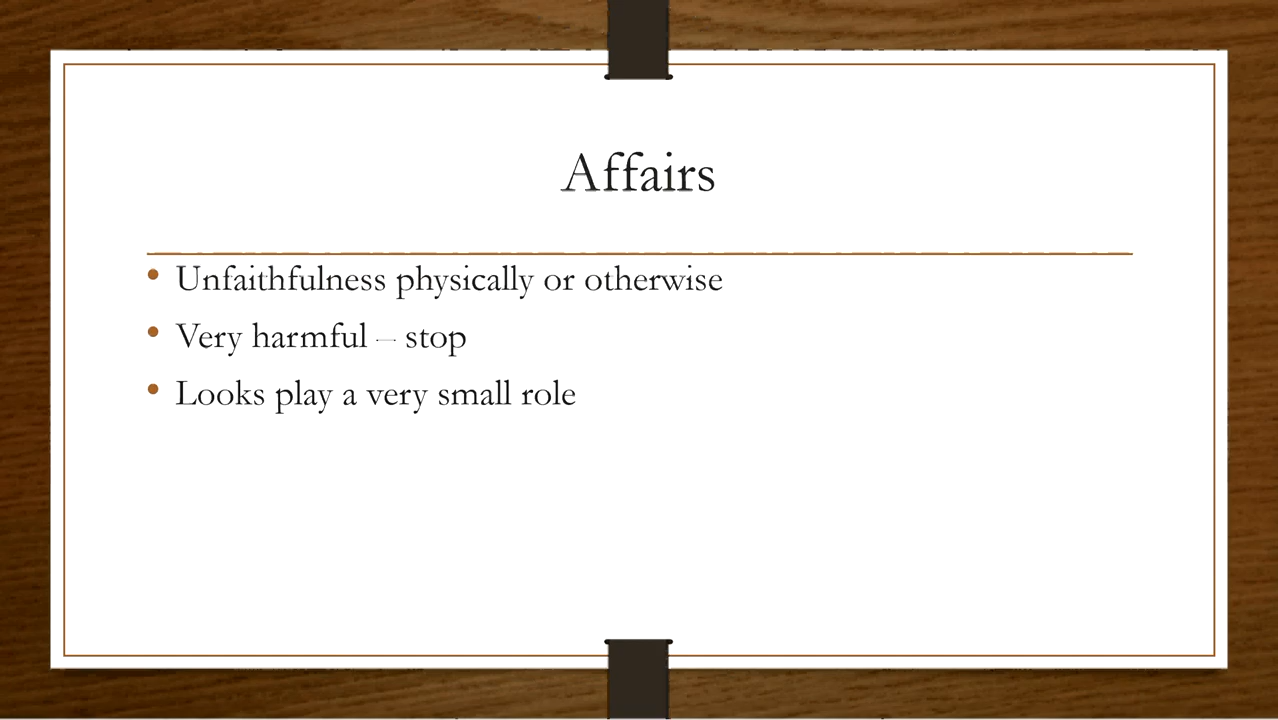 Affairs
• Unfaithfulness physically or otherwise
• Very harmful – stop
• Looks play a very small role